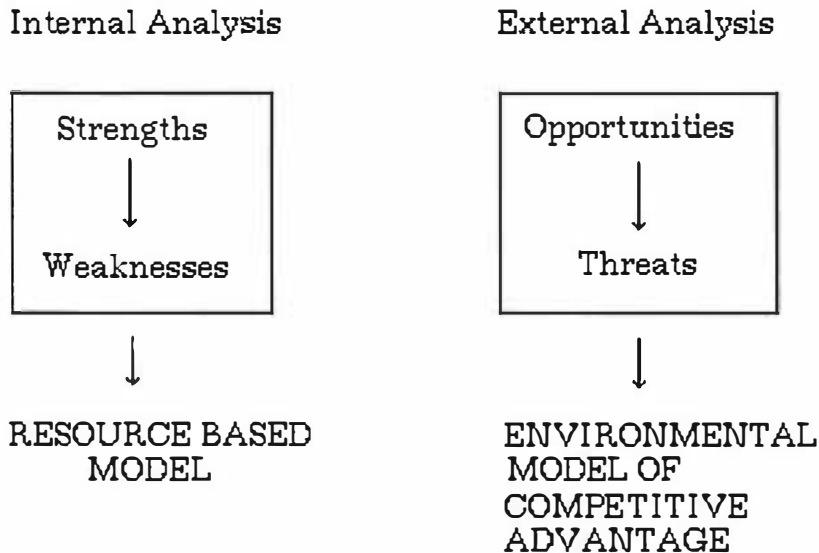 Internal Analysis
Strengths
Weaknesses
RESOURCE BASED
MODEL
External Analysis
Opportunities
Threats
ENVIRONMENTAL
MODEL OF
COMPETITIVE
ADVANTAGE